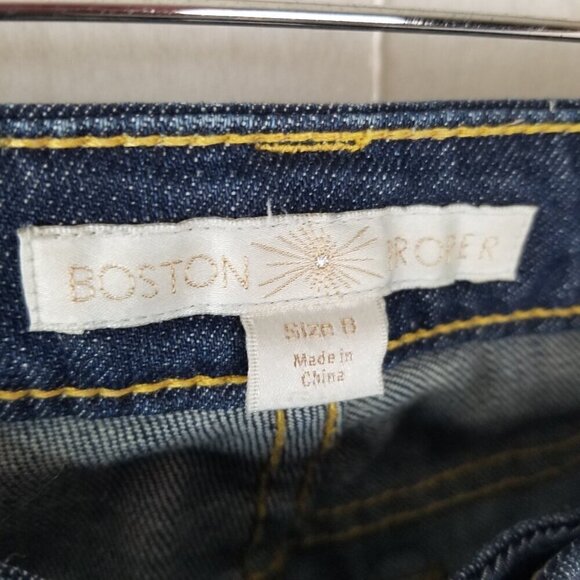 BOSTON PROPER
Size 8
Made in
China